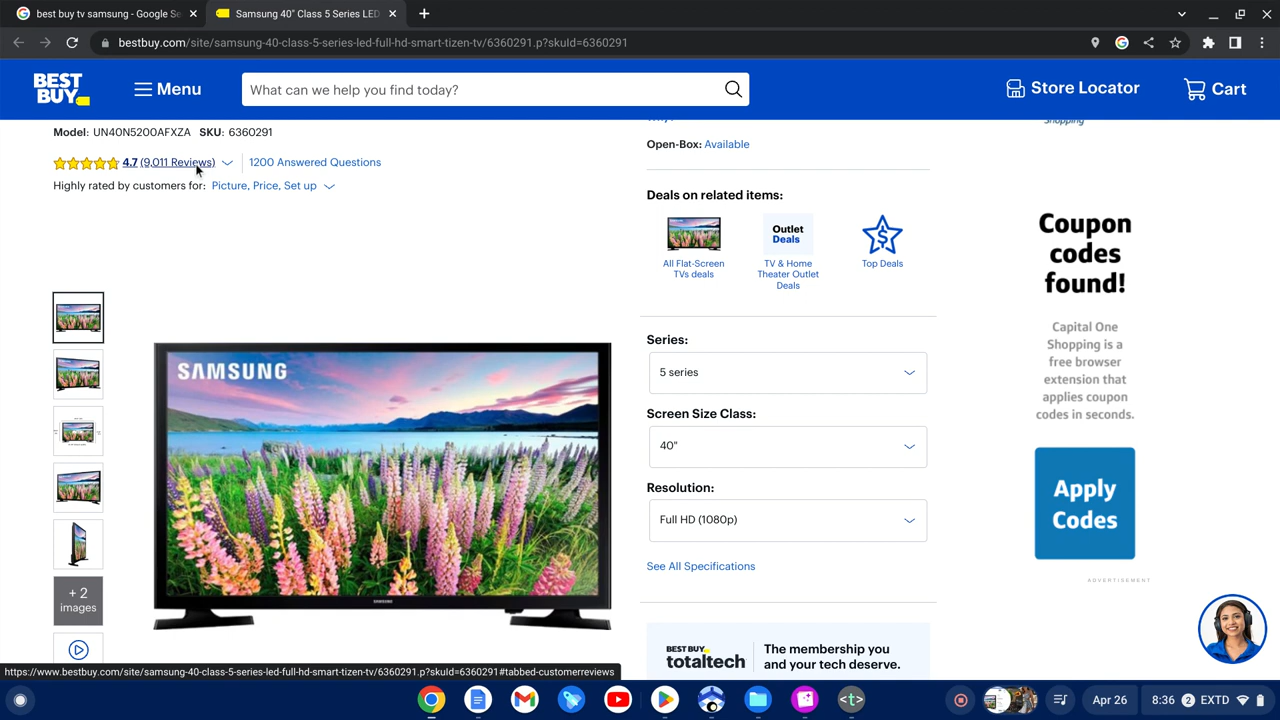 best buy tv samsung - Google Se
Samsung 40" Class 5 Series LED
bestbuy.com/site/samsung-40-class-5-series-led-full-hd-smart-tizen-tv/6360291.p?skuId=6360291
BEST BUY
Menu
What can we help you find today?
Store Locator
Cart
Model: UN40N5200AFXZA SKU: 6360291
4.7 (9,011 Reviews)
1200 Answered Questions
Highly rated by customers for: Picture, Price, Set up
SAMSUNG
SAMSUNG
+ 2
images
Open-Box: Available
Deals on related items:
Outlet
Deals
All Flat-Screen
TVs deals
TV & Home
Theater Outlet
Deals
Top Deals
Series:
5 series
Screen Size Class:
40"
Resolution:
Full HD (1080p)
See All Specifications
BEST BUY
totaltech
The membership you
and your tech deserve.
Shopping
Coupon
codes
found!
Capital One
Shopping is a
free browser
extension that
applies coupon
codes in seconds.
Apply
Codes
ADVERTISEMENT
https://www.bestbuy.com/site/samsung-40-class-5-series-led-full-hd-smart-tizen-tv/6360291.p?skuId=6360291#tabbed-customerreviews
<t>
Apr 26
8:36
2
EXTD